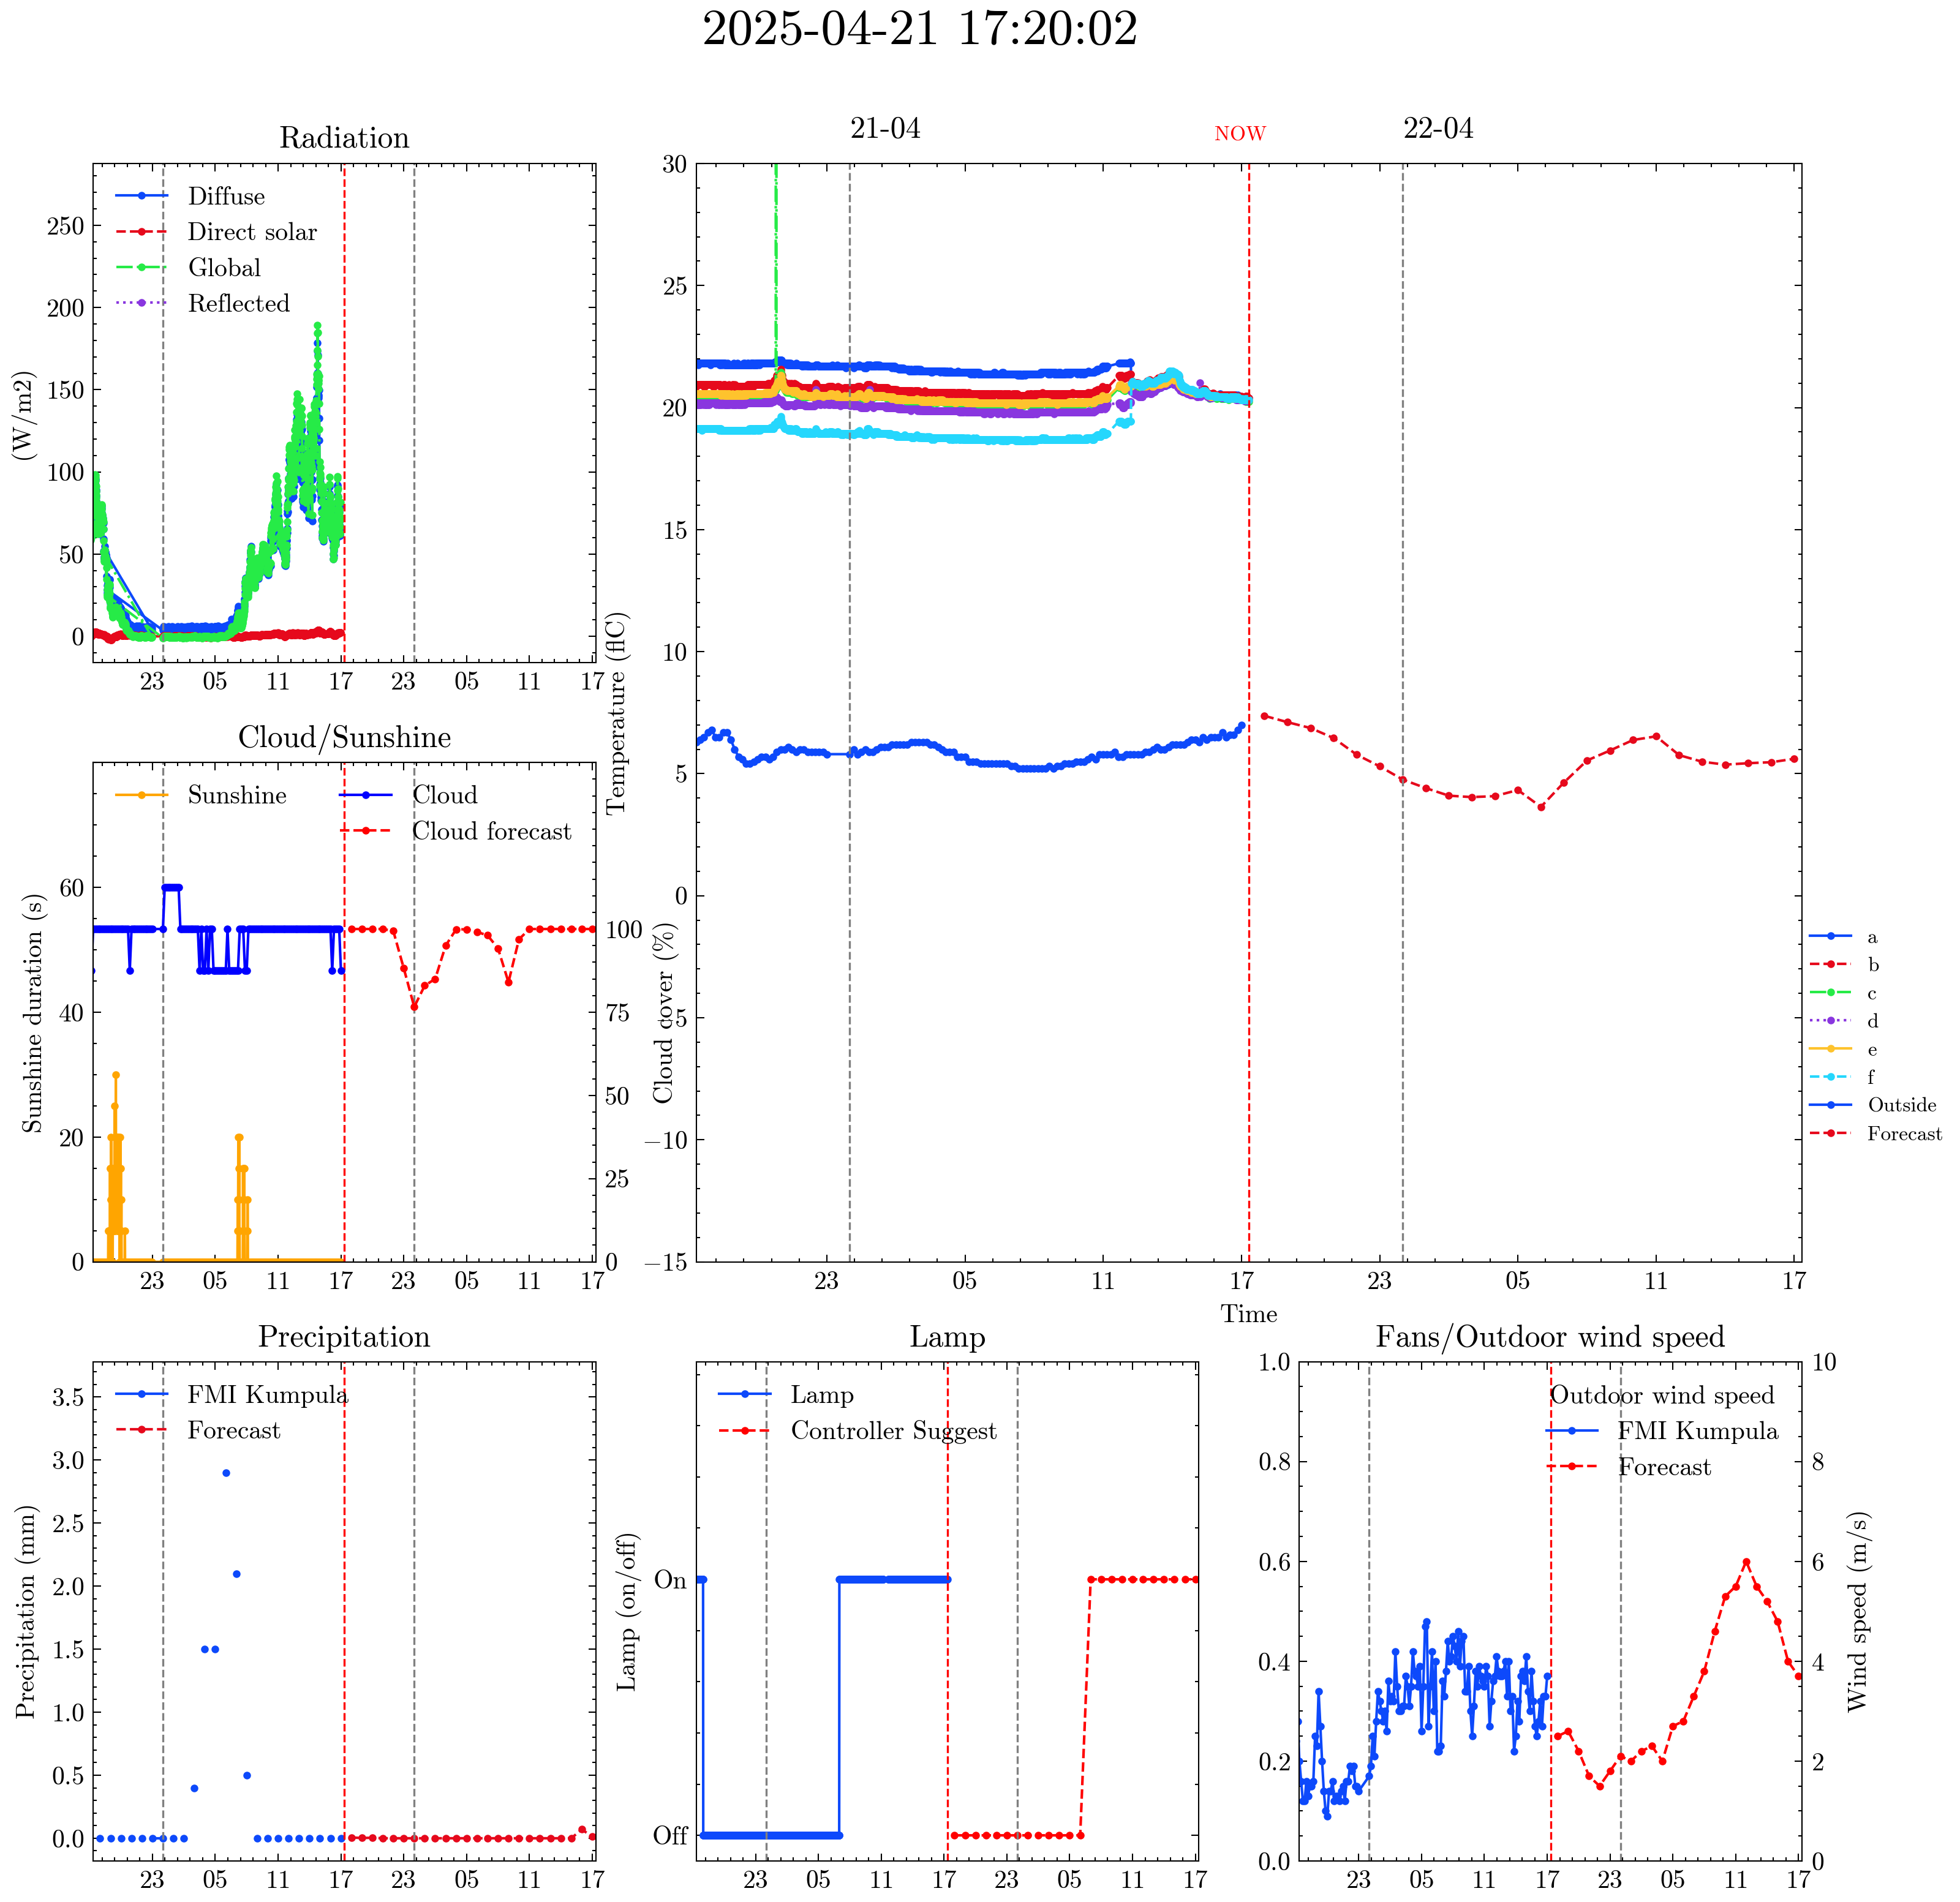 2025-04-21 17:20:02
Radiation
Diffuse
Direct solar
Global
Reflected
(W/m2)
250
200
150
100
50
0
23 05 11 17 23 05 11 17
21-04
NOW
22-04
30
25
20
15
10
5
0
−5
−10
−15
Temperature (flC)
23 05 11 17 23 05 11 17
Time
a
b
c
d
e
f
Outside
Forecast
Cloud/Sunshine
Sunshine
Cloud
Cloud forecast
Sunshine duration (s)
60
40
20
0
100
75
50
25
0
Cloud cover (%)
23 05 11 17 23 05 11 17
Precipitation
FMI Kumpula
Forecast
Precipitation (mm)
3.5
3.0
2.5
2.0
1.5
1.0
0.5
0.0
23 05 11 17 23 05 11 17
Lamp
Lamp
Controller Suggest
Lamp (on/off)
On
Off
23 05 11 17 23 05 11 17
Fans/Outdoor wind speed
Outdoor wind speed
FMI Kumpula
Forecast
1.0
0.8
0.6
0.4
0.2
0.0
10
8
6
4
2
0
Wind speed (m/s)
23 05 11 17 23 05 11 17